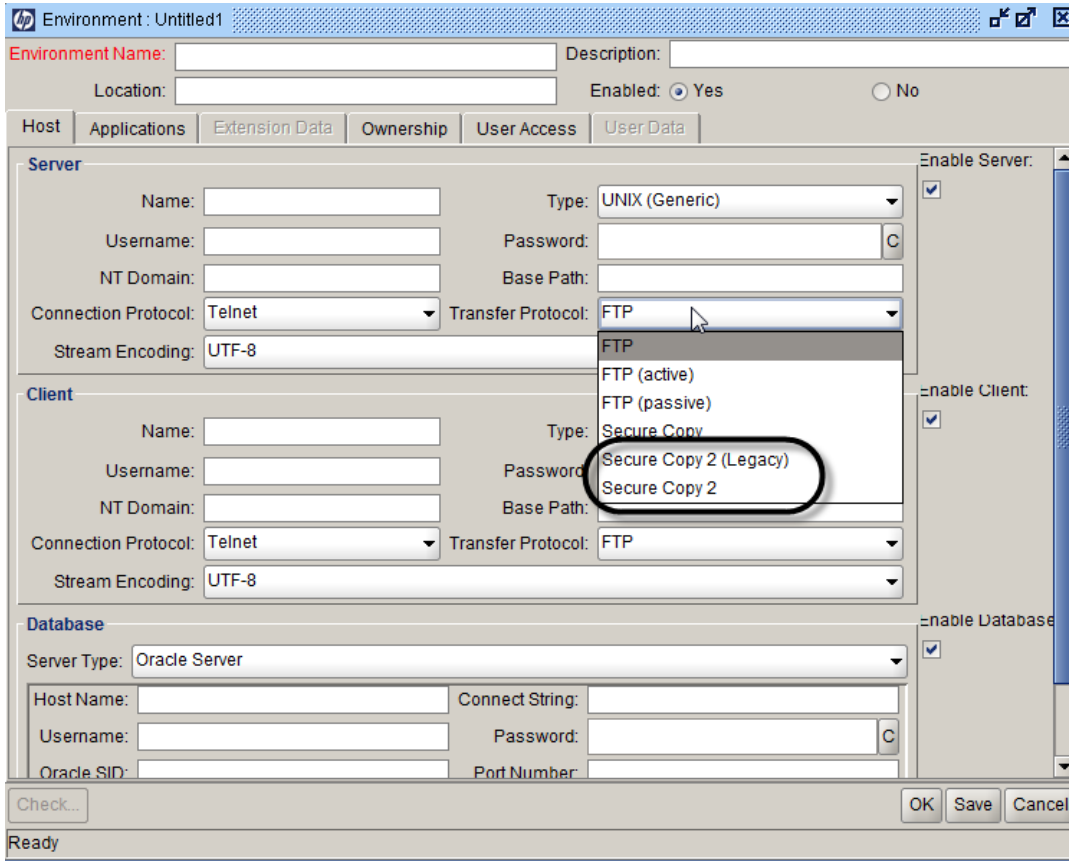 hp Environment : Untitled1
Environment Name: Description:
Location: Enabled: Yes No
Host Applications Extension Data Ownership User Access User Data
Server Enable Server:
Name: Type: UNIX (Generic)
Username: Password: C
NT Domain: Base Path:
Connection Protocol: Telnet Transfer Protocol: FTP
Stream Encoding: UTF-8 FTP
FTP (active)
Client Enable Client:
FTP (passive)
Name: Type: Secure Copy
Secure Copy 2 (Legacy)
Username: Password
Secure Copy 2
NT Domain: Base Path:
Connection Protocol: Telnet Transfer Protocol: FTP
Stream Encoding: UTF-8
Database Enable Database
Server Type: Oracle Server
Host Name: Connect String:
Username: Password: C
Oracle SID: Port Number:
Check... OK Save Cancel
Ready